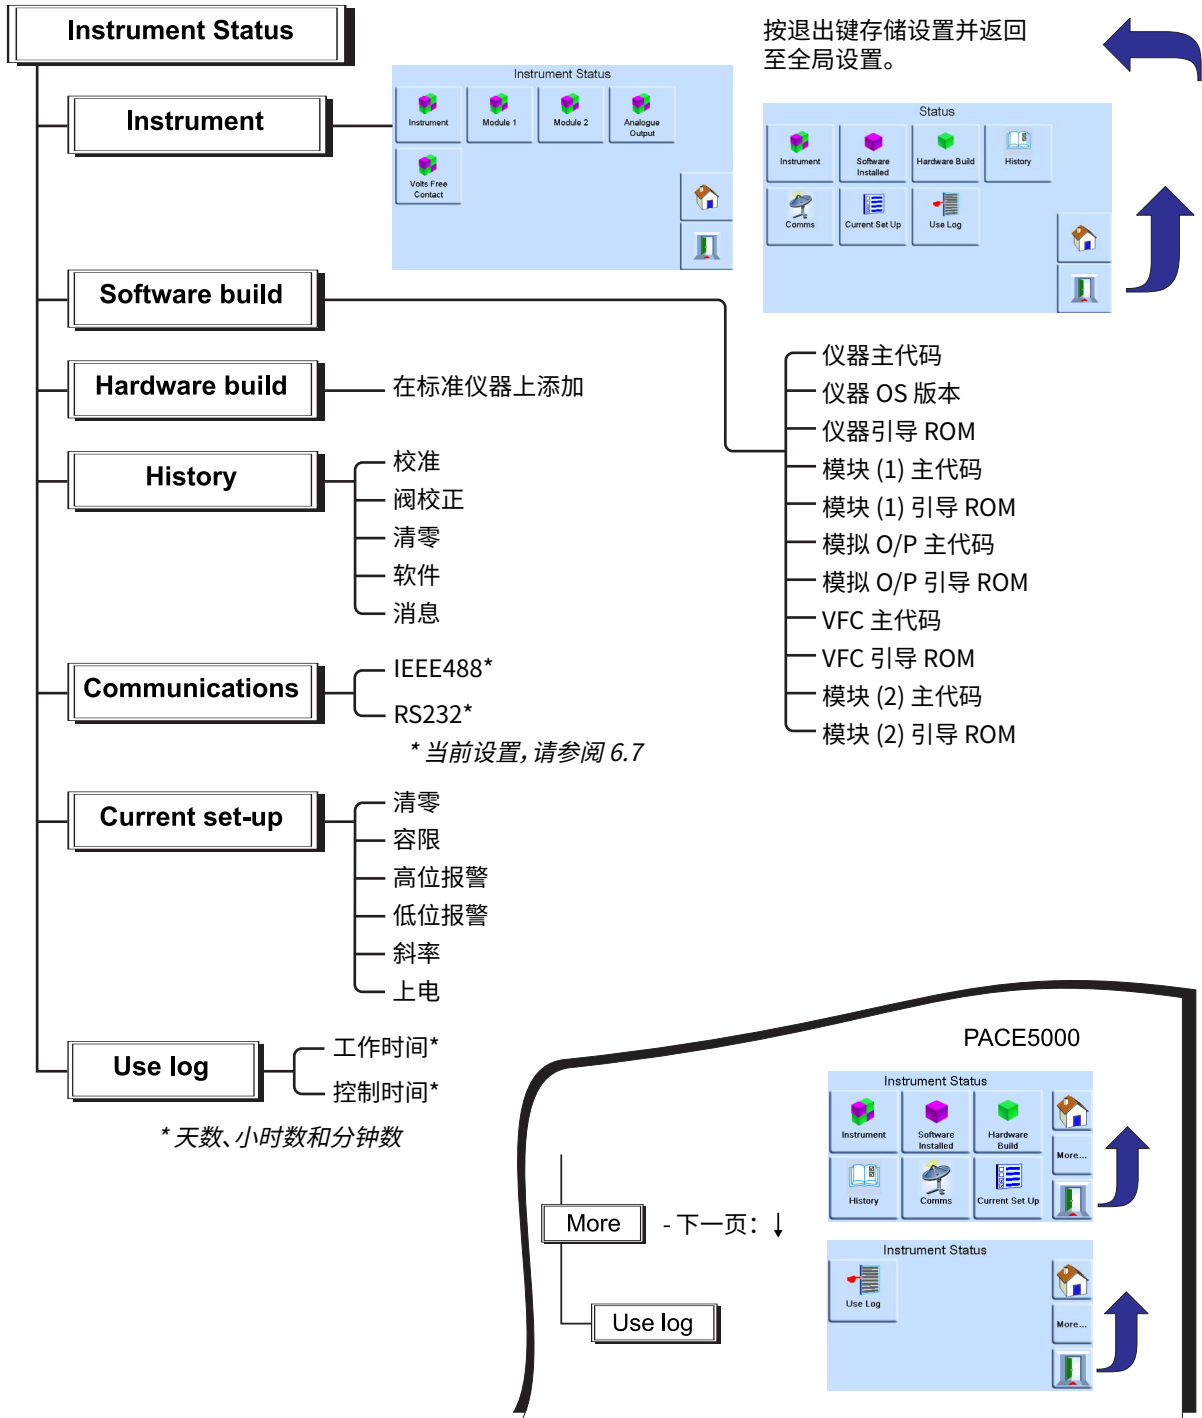 Instrument Status
按退出键存储设置并返回
至全局设置。
Instrument
Instrument Status
Instrument
Module 1
Module 2
Analogue
Output
Volts Free
Contact
Status
Instrument
Software
Installed
Hardware Build
History
Comms
Current Set Up
Use Log
Software build
仪器主代码
仪器 OS 版本
仪器引导 ROM
模块 (1) 主代码
模块 (1) 引导 ROM
模拟 O/P 主代码
模拟 O/P 引导 ROM
VFC 主代码
VFC 引导 ROM
模块 (2) 主代码
模块 (2) 引导 ROM
Hardware build
在标准仪器上添加
History
校准
阀校正
清零
软件
消息
Communications
IEEE488*
RS232*
* 当前设置，请参阅 6.7
Current set-up
清零
容限
高位报警
低位报警
斜率
上电
Use log
工作时间*
控制时间*
* 天数、小时数和分钟数
PACE5000
Instrument Status
Instrument
Software
Installed
Hardware
Build
More...
History
Comms
Current Set Up
More
- 下一页：↓
Instrument Status
Use Log
More...
Use log